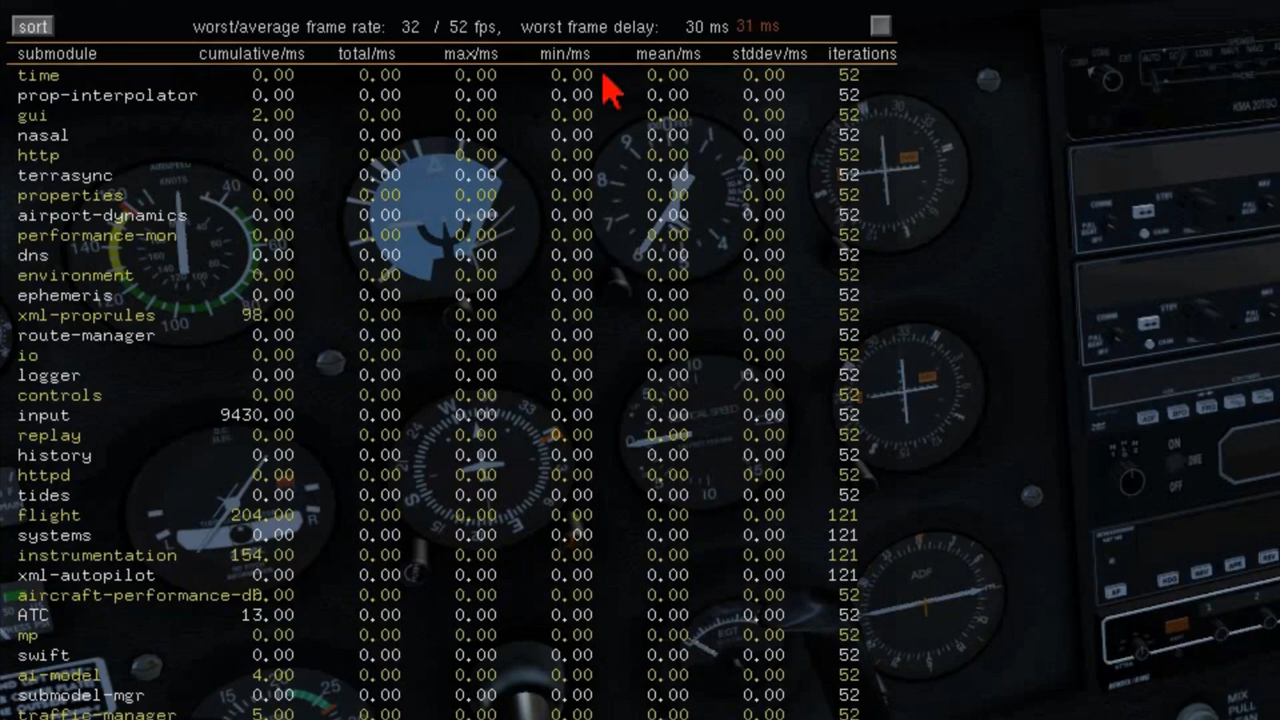 sort worst/average frame rate: 32 / 52 fps, worst frame delay: 30 ms 31 ms
submodule cumulative/ms total/ms max/ms min/ms mean/ms stddev/ms iterations
time 0.00 0.00 0.00 0.00 0.00 0.00 52
prop-interpolator 0.00 0.00 0.00 0.00 0.00 0.00 52
gui 2.00 0.00 0.00 0.00 0.00 0.00 52
nasal 0.00 0.00 0.00 0.00 0.00 0.00 52
http 0.00 0.00 0.00 0.00 0.00 0.00 52
terrasync 0.00 0.00 0.00 0.00 0.00 0.00 52
properties 0.00 0.00 0.00 0.00 0.00 0.00 52
airport-dynamics 0.00 0.00 0.00 0.00 0.00 0.00 52
performance-mon 0.00 0.00 0.00 0.00 0.00 0.00 52
dns 0.00 0.00 0.00 0.00 0.00 0.00 52
environment 0.00 0.00 0.00 0.00 0.00 52
ephemeris 0.00 0.00 0.00 0.00 0.00 0.00 52
xml-proprules 98.00 0.00 0.00 0.00 0.00 0.00 52
route-manager 0.00 0.00 0.00 0.00 0.00 0.00 52
io 0.00 0.00 0.00 0.00 0.00 0.00 52
logger 0.00 0.00 0.00 0.00 0.00 0.00 52
controls 0.00 0.00 0.00 0.00 0.00 0.00 52
input 9430.00 0.00 0.00 0.00 0.00 0.00 52
replay 0.00 0.00 0.00 0.00 0.00 0.00 52
history 0.00 0.00 0.00 0.00 0.00 0.00 52
httpd 0.00 0.00 0.00 0.00 0.00 0.00 52
tides 0.00 0.00 0.00 0.00 0.00 0.00 52
flight 204.00 0.00 0.00 0.00 0.00 0.00 121
systems 0.00 0.00 0.00 0.00 0.00 0.00 121
instrumentation 154.00 0.00 0.00 0.00 0.00 0.00 121
xml-autopilot 0.00 0.00 0.00 0.00 0.00 0.00 121
aircraft-performance-db 0.00 0.00 0.00 0.00 0.00 52
ATC 13.00 0.00 0.00 0.00 0.00 0.00 52
mp 0.00 0.00 0.00 0.00 0.00 0.00 52
swift 0.00 0.00 0.00 0.00 0.00 0.00 52
ai-model 4.00 0.00 0.00 0.00 0.00 0.00 52
submodel-mgr 0.00 0.00 0.00 0.00 0.00 0.00 52
traffic-manager 5.00 0.00 0.00 0.00 0.00 0.00 52
KNOTS
ADF
EGT
ON
OFF
MIX
PULL